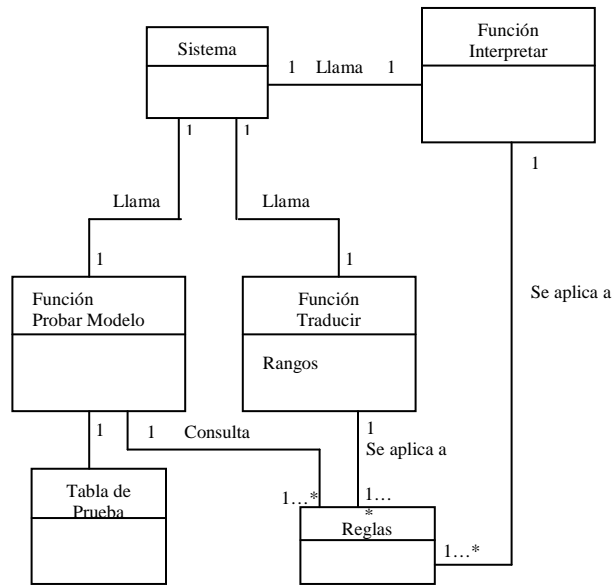 Sistema
Función
Interpretar
1 Llama 1
1 1
1
Llama Llama
1 1
Función
Probar Modelo
Función
Traducir
Rangos
Se aplica a
1 1 Consulta
1
Se aplica a
Tabla de
Prueba
1...* 1...
*
Reglas
1...*